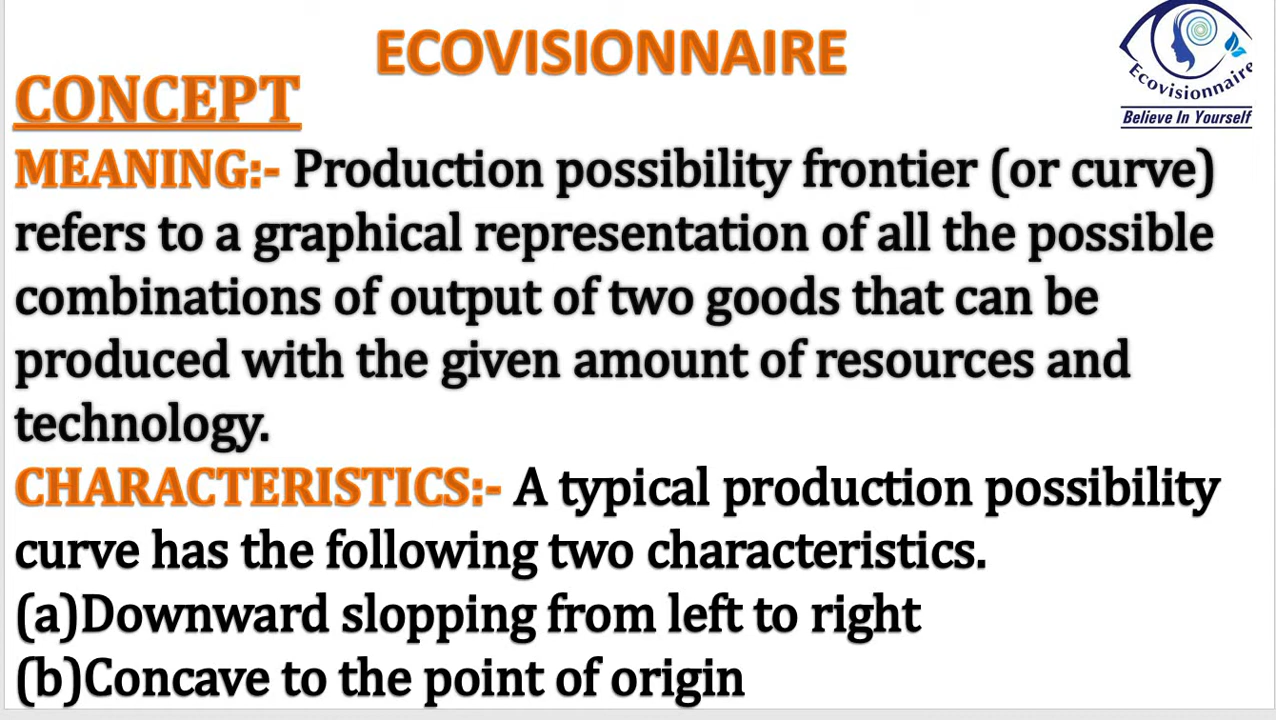 ECOVISIONNAIRE
Ecovisionnaire
Believe In Yourself
CONCEPT
MEANING:- Production possibility frontier (or curve)
refers to a graphical representation of all the possible
combinations of output of two goods that can be
produced with the given amount of resources and
technology.
CHARACTERISTICS:- A typical production possibility
curve has the following two characteristics.
(a)Downward slopping from left to right
(b)Concave to the point of origin